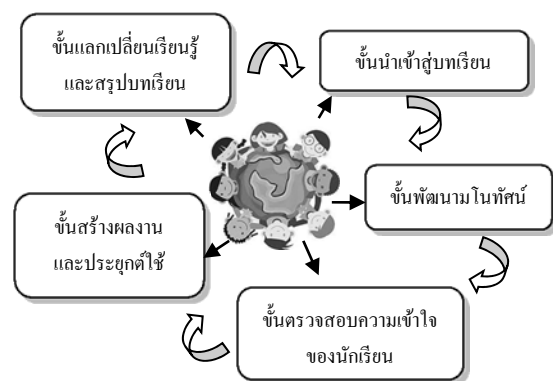 ขั้นแลกเปลี่ยนเรียนรู้
และสรุปบทเรียน
ขั้นนำเข้าสู่บทเรียน
ขั้นพัฒนามโนทัศน์
ขั้นสร้างผลงาน
และประยุกต์ใช้
ขั้นตรวจสอบความเข้าใจ
ของนักเรียน